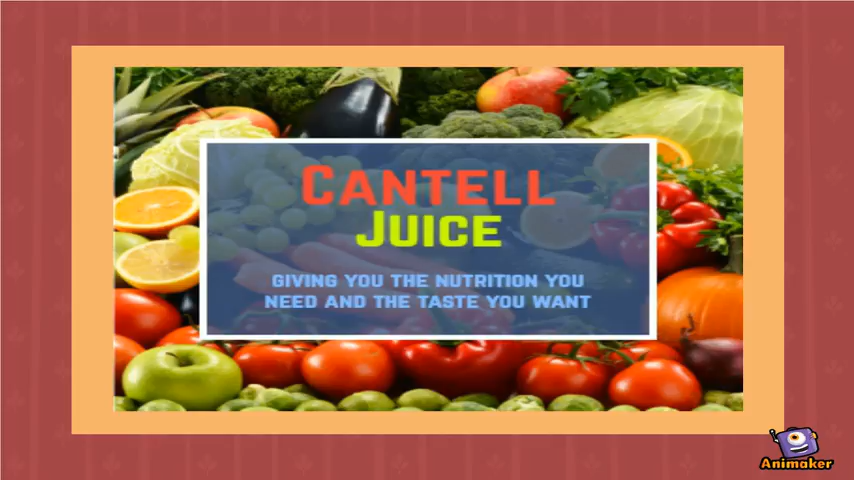 CANTELL
JUICE
GIVING YOU THE NUTRITION YOU
NEED AND THE TASTE YOU WANT
Animaker